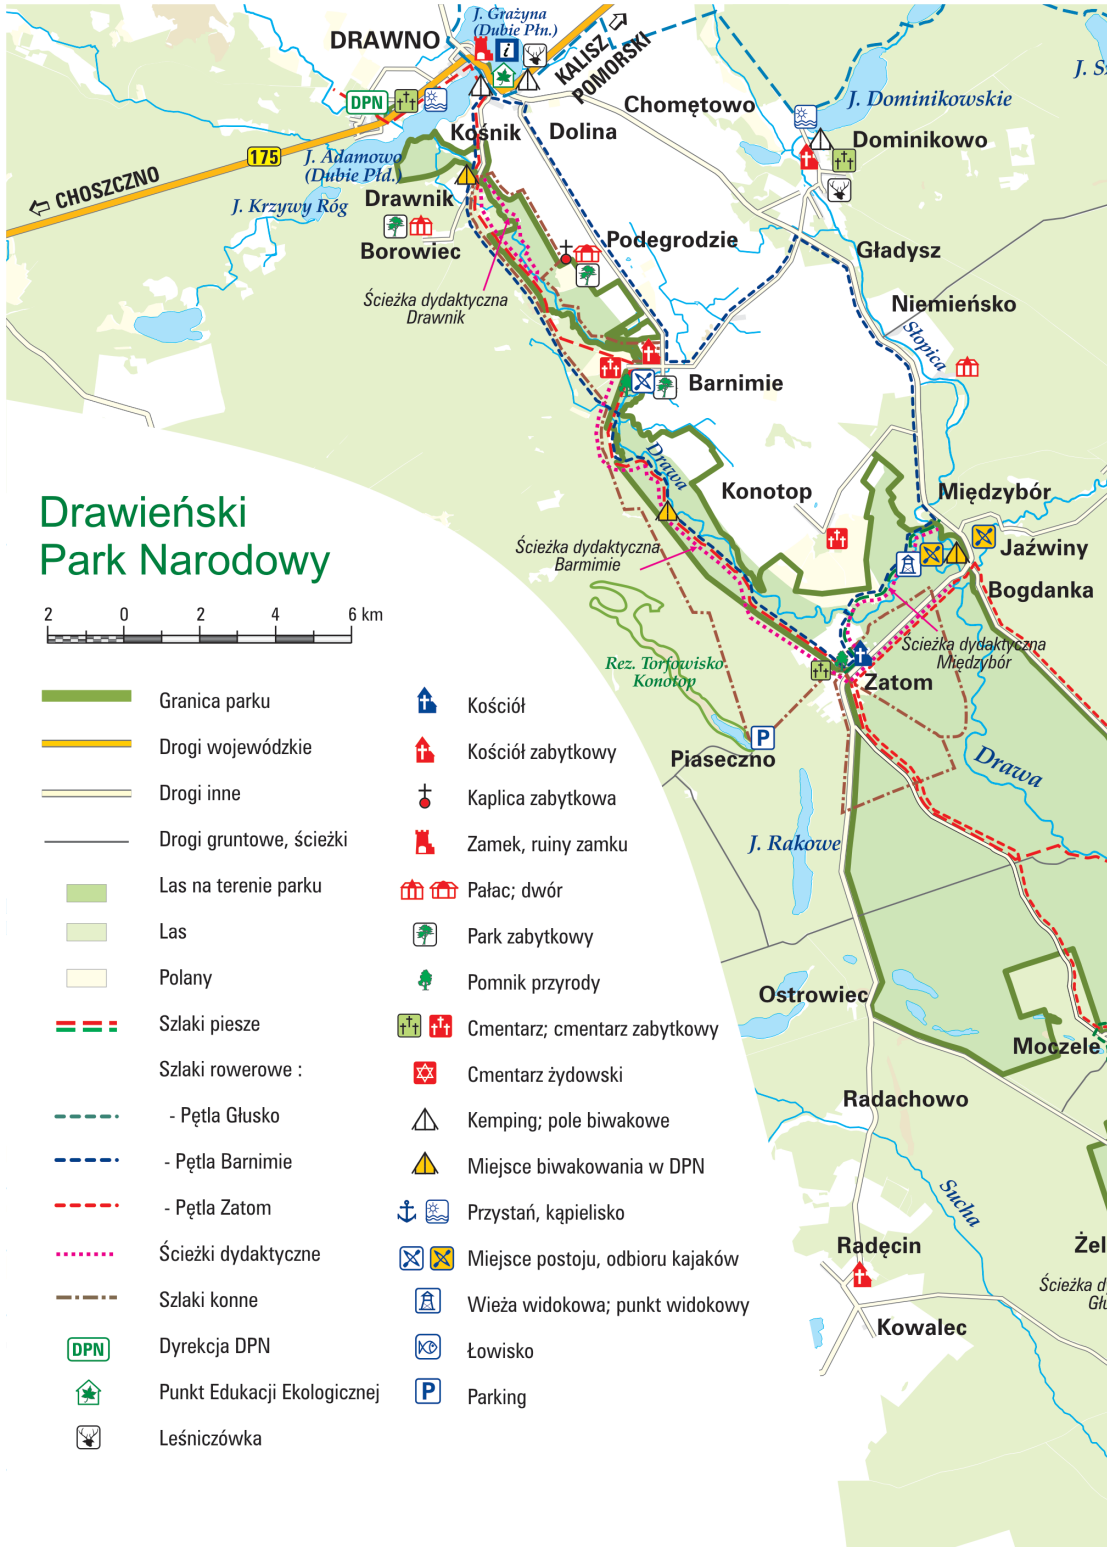 J. Grażyna
(Dubie Płn.)
DRAWNO
i
KALISZ
POMORSKI
J. Dominikowskie
Chomętowo
DPN
Kośnik
Dolina
Dominikowo
175
J. Adamowo
(Dubie Płd.)
CHOSZCZNO
Drawnik
J. Krzywy Róg
Borowiec
Podegrodzie
Gładysz
Ścieżka dydaktyczna
Drawnik
Niemieńsko
Słopica
Barnimie
Drawa
Konotop
Międzybór
Drawieński
Park Narodowy
Ścieżka dydaktyczna
Barmimie
Jaźwiny
Bogdanka
2 0 2 4 6 km
Ścieżka dydaktyczna
Międzybór
Rez. Torfowisko
Konotop
Zatom
P
Piaseczno
Drawa
J. Rakowe
Ostrowiec
Moczele
Radachowo
Sucha
Radęcin
Kowalec
Granica parku
Drogi wojewódzkie
Drogi inne
Drogi gruntowe, ścieżki
Las na terenie parku
Las
Polany
Szlaki piesze
Szlaki rowerowe :
- Pętla Głusko
- Pętla Barnimie
- Pętla Zatom
Ścieżki dydaktyczne
Szlaki konne
DPN Dyrekcja DPN
Punkt Edukacji Ekologicznej
Leśniczówka
Kościół
Kościół zabytkowy
Kaplica zabytkowa
Zamek, ruiny zamku
Pałac; dwór
Park zabytkowy
Pomnik przyrody
Cmentarz; cmentarz zabytkowy
Cmentarz żydowski
Kemping; pole biwakowe
Miejsce biwakowania w DPN
Przystań, kąpielisko
Miejsce postoju, odbioru kajaków
Wieża widokowa; punkt widokowy
Łowisko
P Parking